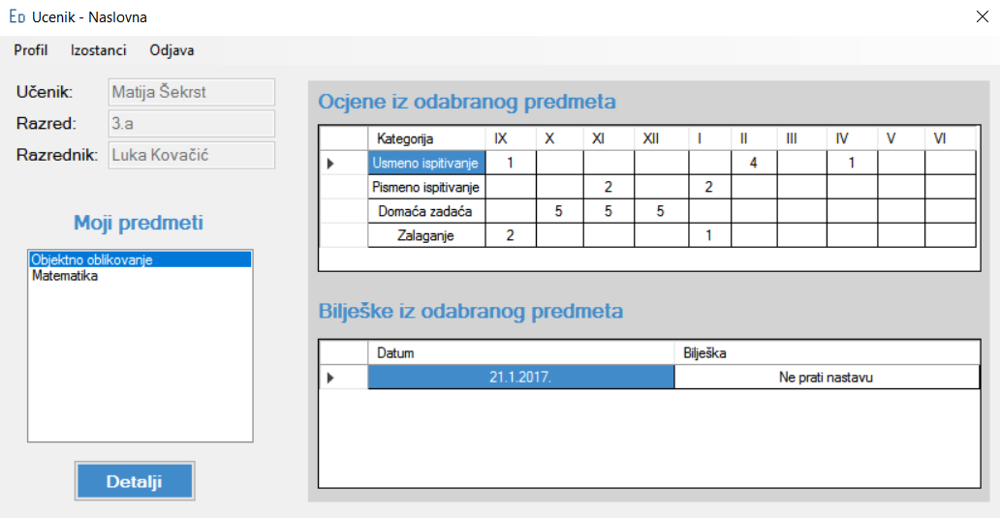 ED Ucenik - Naslovna
Profil Izostanci Odjava
Učenik: Matija Šekrst
Razred: 3.a
Razrednik: Luka Kovačić
Moji predmeti
Objektno oblikovanje
Matematika
Detalji
Ocjene iz odabranog predmeta
Kategorija IX X XI XII I II III IV V VI
Usmeno ispitivanje 1 4 1
Pismeno ispitivanje 2 2
Domaća zadaća 5 5 5
Zalaganje 2 1
Bilješke iz odabranog predmeta
Datum Bilješka
21.1.2017. Ne prati nastavu